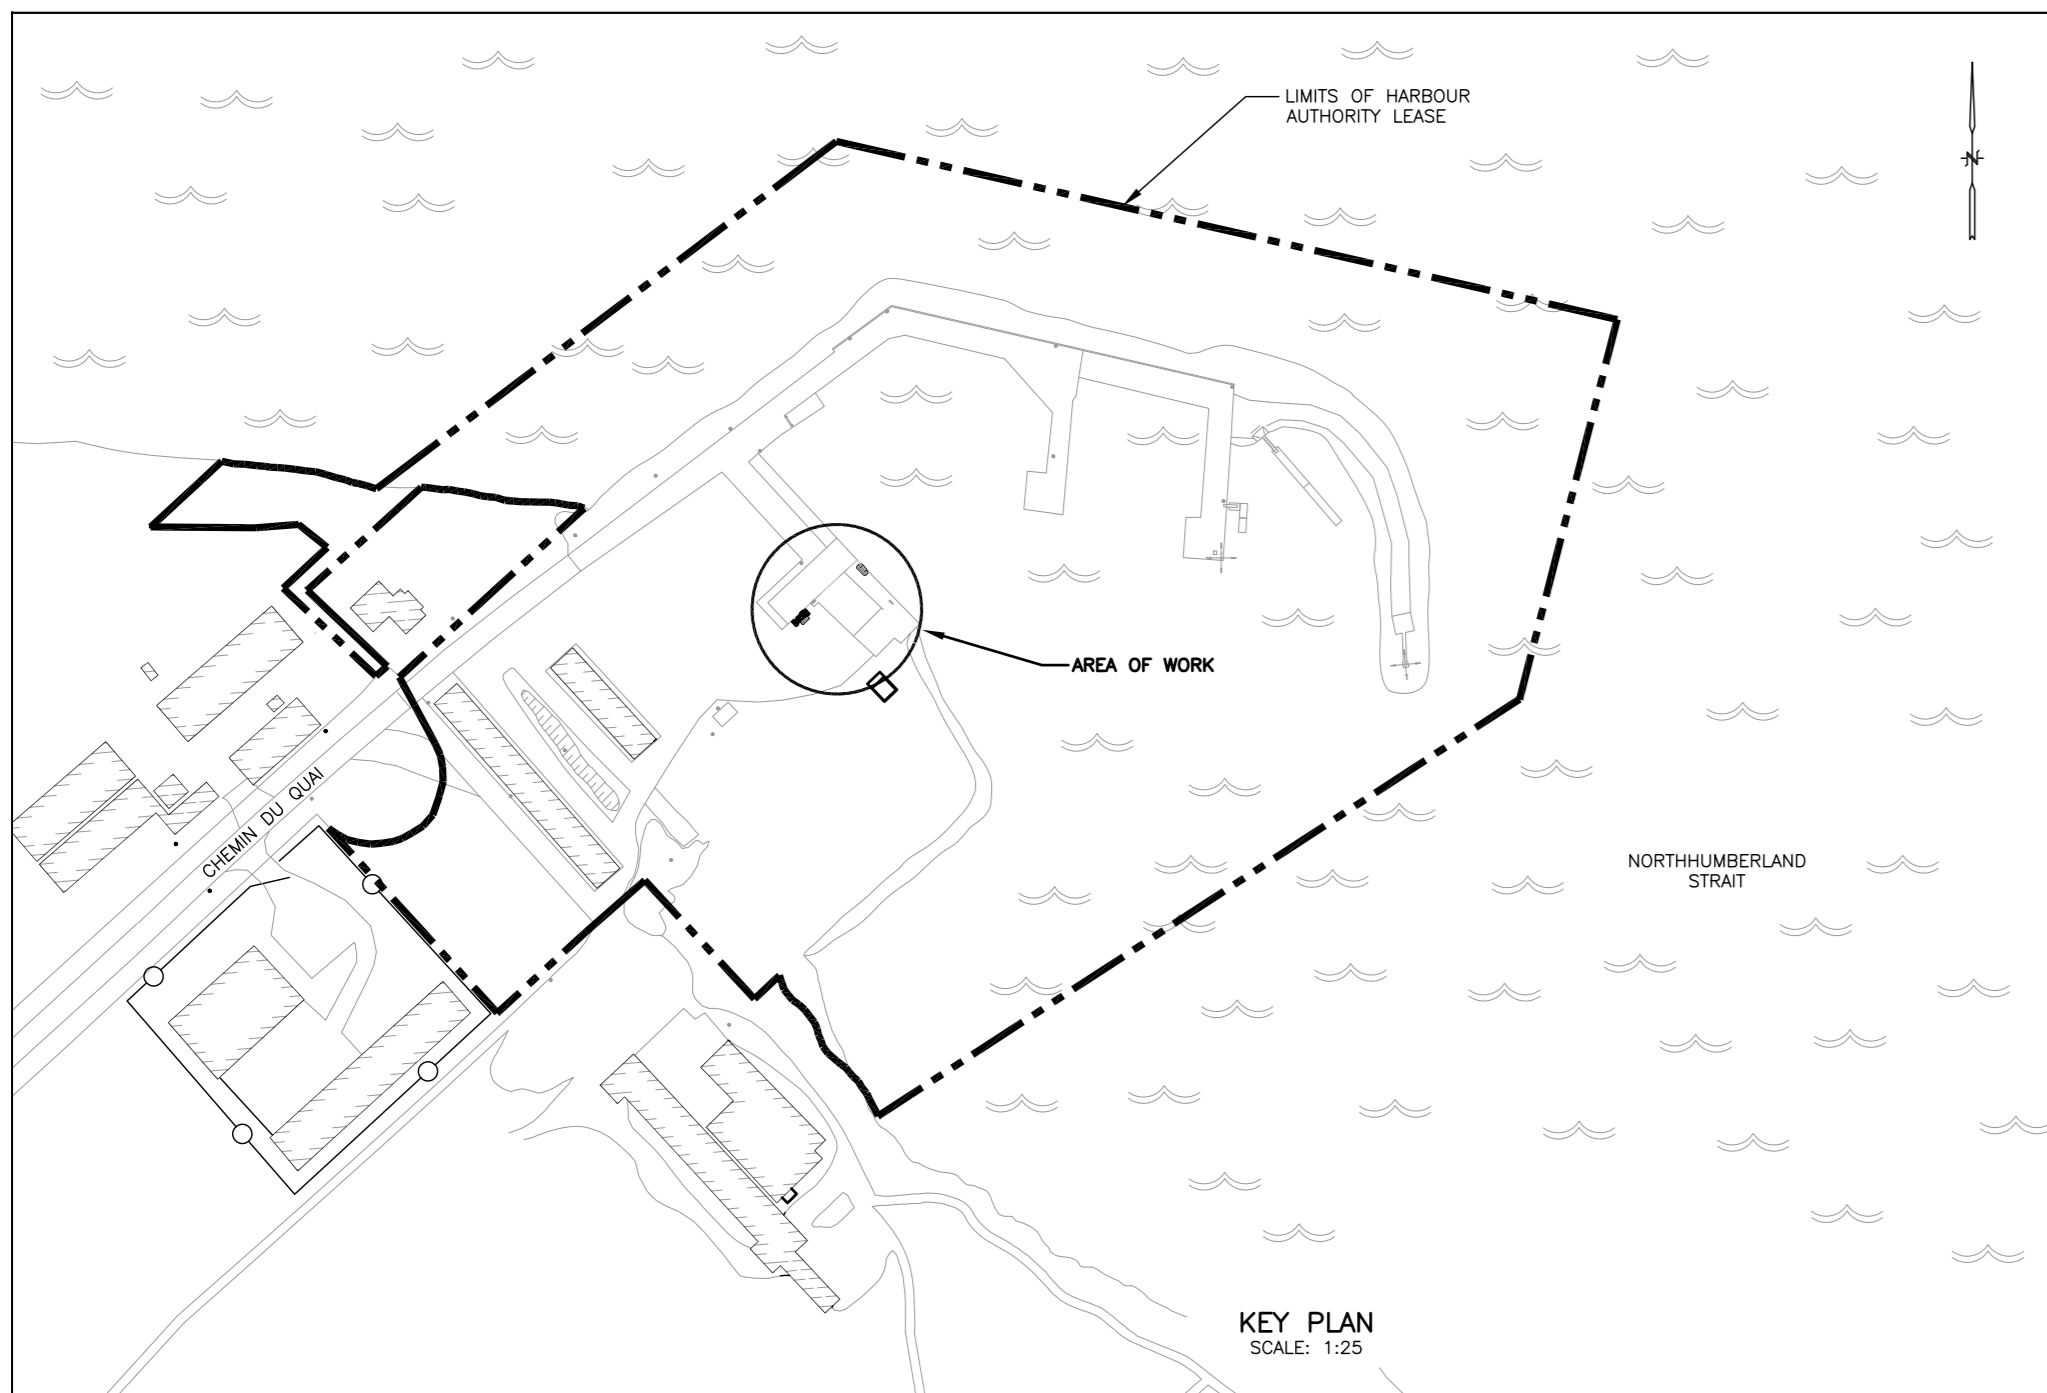 LIMITS OF HARBOUR
AUTHORITY LEASE
N
AREA OF WORK
CHEMIN DU QUAI
NORTHHUMBERLAND
STRAIT
KEY PLAN
SCALE: 1:25